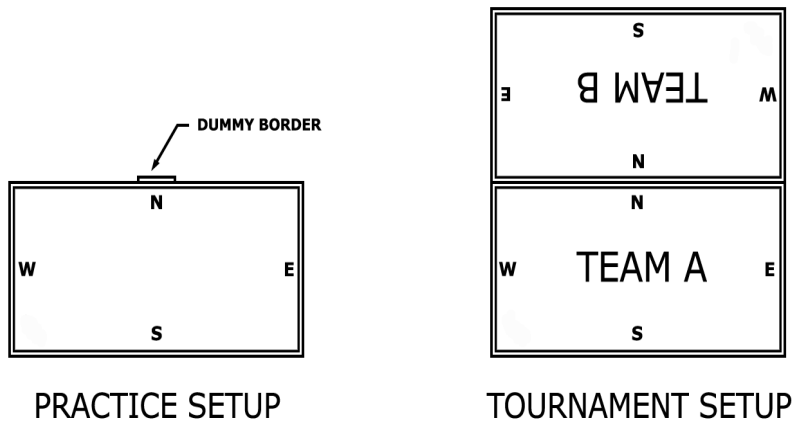 DUMMY BORDER
N
W E
S
PRACTICE SETUP
S
E TEAM B W
N
N
W TEAM A E
S
TOURNAMENT SETUP